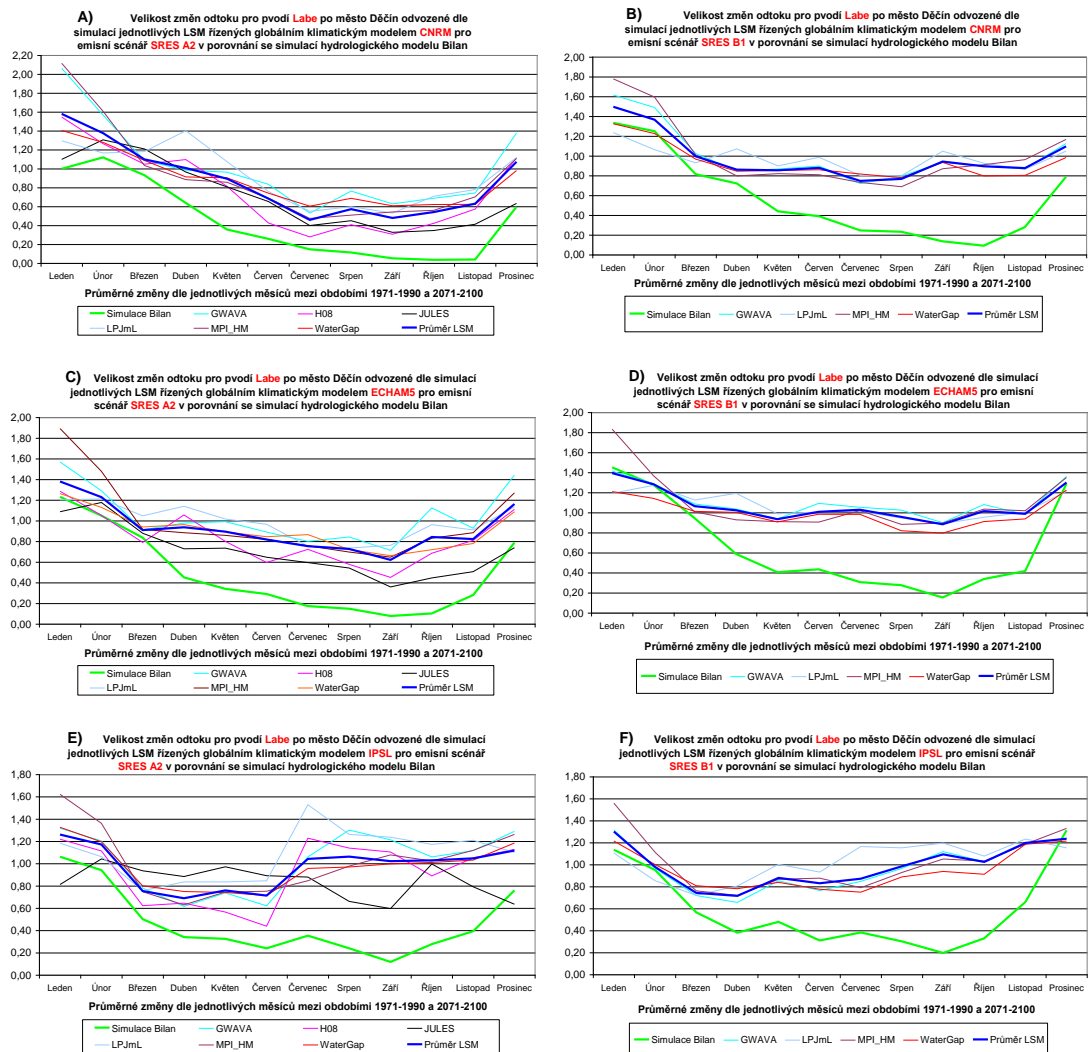 A) Velikost změn odtoku pro pvodí Labe po město Děčín odvozené dle
simulací jednotlivých LSM řízených globálním klimatickým modelem CNRM pro
emisní scénář SRES A2 v porovnání se simulací hydrologického modelu Bilan
2,20
2,00
1,80
1,60
1,40
1,20
1,00
0,80
0,60
0,40
0,20
0,00
Leden Únor Březen Duben Květen Červen Červenec Srpen Září Říjen Listopad Prosinec
Průměrné změny dle jednotlivých měsíců mezi obdobími 1971-1990 a 2071-2100
Simulace Bilan GWAVA H08 JULES
LPJmL MPI_HM WaterGap Průměr LSM
B) Velikost změn odtoku pro pvodí Labe po město Děčín odvozené dle
simulací jednotlivých LSM řízených globálním klimatickým modelem CNRM pro
emisní scénář SRES B1 v porovnání se simulací hydrologického modelu Bilan
2,00
1,80
1,60
1,40
1,20
1,00
0,80
0,60
0,40
0,20
0,00
Leden Únor Březen Duben Květen Červen Červenec Srpen Září Říjen Listopad Prosinec
Průměrné změny dle jednotlivých měsíců mezi obdobími 1971-1990 a 2071-2100
Simulace Bilan GWAVA LPJmL MPI_HM WaterGap Průměr LSM
C) Velikost změn odtoku pro pvodí Labe po město Děčín odvozené dle simulací
jednotlivých LSM řízených globálním klimatickým modelem ECHAM5 pro emisní
scénář SRES A2 v porovnání se simulací hydrologického modelu Bilan
2,00
1,80
1,60
1,40
1,20
1,00
0,80
0,60
0,40
0,20
0,00
Leden Únor Březen Duben Květen Červen Červenec Srpen Září Říjen Listopad Prosinec
Průměrné změny dle jednotlivých měsíců mezi obdobími 1971-1990 a 2071-2100
Simulace Bilan GWAVA H08 JULES
LPJmL MPI_HM WaterGap Průměr LSM
D) Velikost změn odtoku pro pvodí Labe po město Děčín odvozené dle simulací
jednotlivých LSM řízených globálním klimatickým modelem ECHAM5 pro emisní
scénář SRES B1 v porovnání se simulací hydrologického modelu Bilan
2,00
1,80
1,60
1,40
1,20
1,00
0,80
0,60
0,40
0,20
0,00
Leden Únor Březen Duben Květen Červen Červenec Srpen Září Říjen Listopad Prosinec
Průměrné změny dle jednotlivých měsíců mezi obdobími 1971-1990 a 2071-2100
Simulace Bilan GWAVA LPJmL MPI_HM WaterGap Průměr LSM
E) Velikost změn odtoku pro pvodí Labe po město Děčín odvozené dle simulací
jednotlivých LSM řízených globálním klimatickým modelem IPSL pro emisní scénář
SRES A2 v porovnání se simulací hydrologického modelu Bilan
1,80
1,60
1,40
1,20
1,00
0,80
0,60
0,40
0,20
0,00
Leden Únor Březen Duben Květen Červen Červenec Srpen Září Říjen Listopad Prosinec
Průměrné změny dle jednotlivých měsíců mezi obdobími 1971-1990 a 2071-2100
Simulace Bilan GWAVA H08 JULES
LPJmL MPI_HM WaterGap Průměr LSM
F) Velikost změn odtoku pro pvodí Labe po město Děčín odvozené dle simulací
jednotlivých LSM řízených globálním klimatickým modelem IPSL pro emisní scénář
SRES B1 v porovnání se simulací hydrologického modelu Bilan
1,80
1,60
1,40
1,20
1,00
0,80
0,60
0,40
0,20
0,00
Leden Únor Březen Duben Květen Červen Červenec Srpen Září Říjen Listopad Prosinec
Průměrné změny dle jednotlivých měsíců mezi obdobími 1971-1990 a 2071-2100
Simulace Bilan GWAVA LPJmL MPI_HM WaterGap Průměr LSM